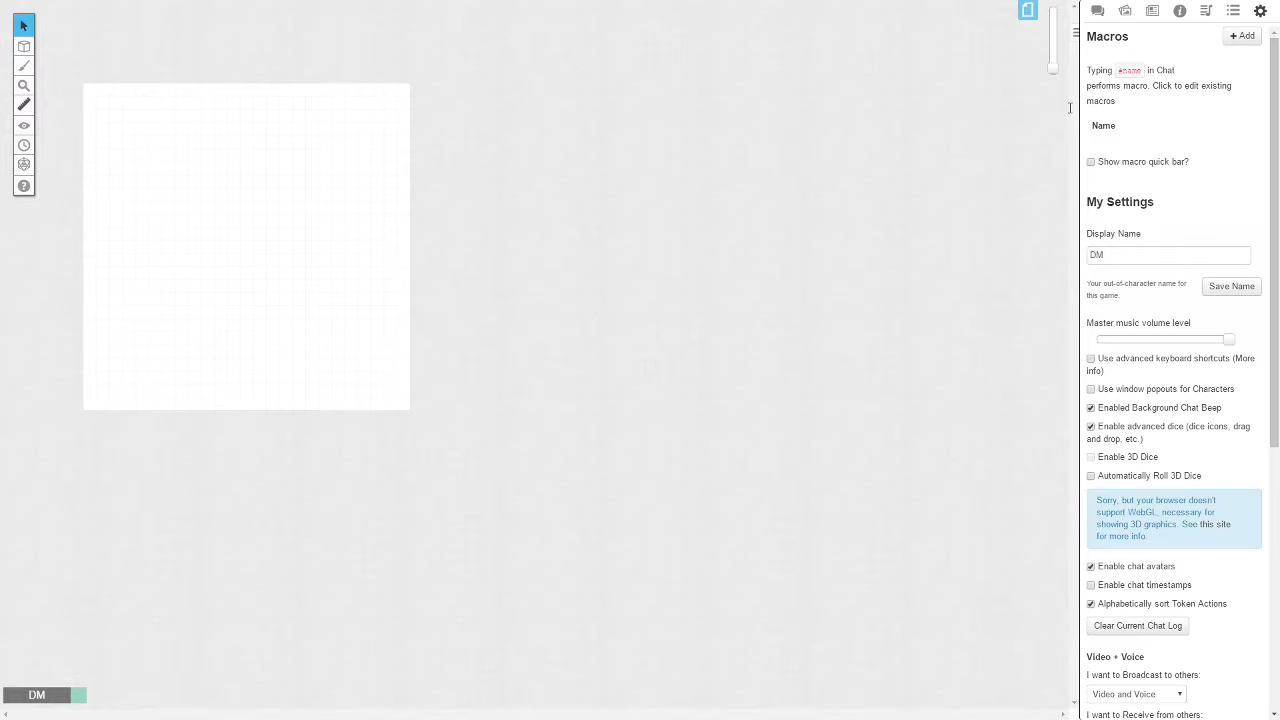 Macros
+ Add
Typing #name in Chat
performs macro. Click to edit existing
macros
Name
Show macro quick bar?
My Settings
Display Name
DM
Your out-of-character name for
this game.
Save Name
Master music volume level
Use advanced keyboard shortcuts (More
info)
Use window popouts for Characters
Enabled Background Chat Beep
Enable advanced dice (dice icons, drag
and drop, etc.)
Enable 3D Dice
Automatically Roll 3D Dice
Sorry, but your browser doesn't
support WebGL, necessary for
showing 3D graphics. See this site
for more info.
Enable chat avatars
Enable chat timestamps
Alphabetically sort Token Actions
Clear Current Chat Log
Video + Voice
I want to Broadcast to others:
Video and Voice
I want to Receive from others:
DM